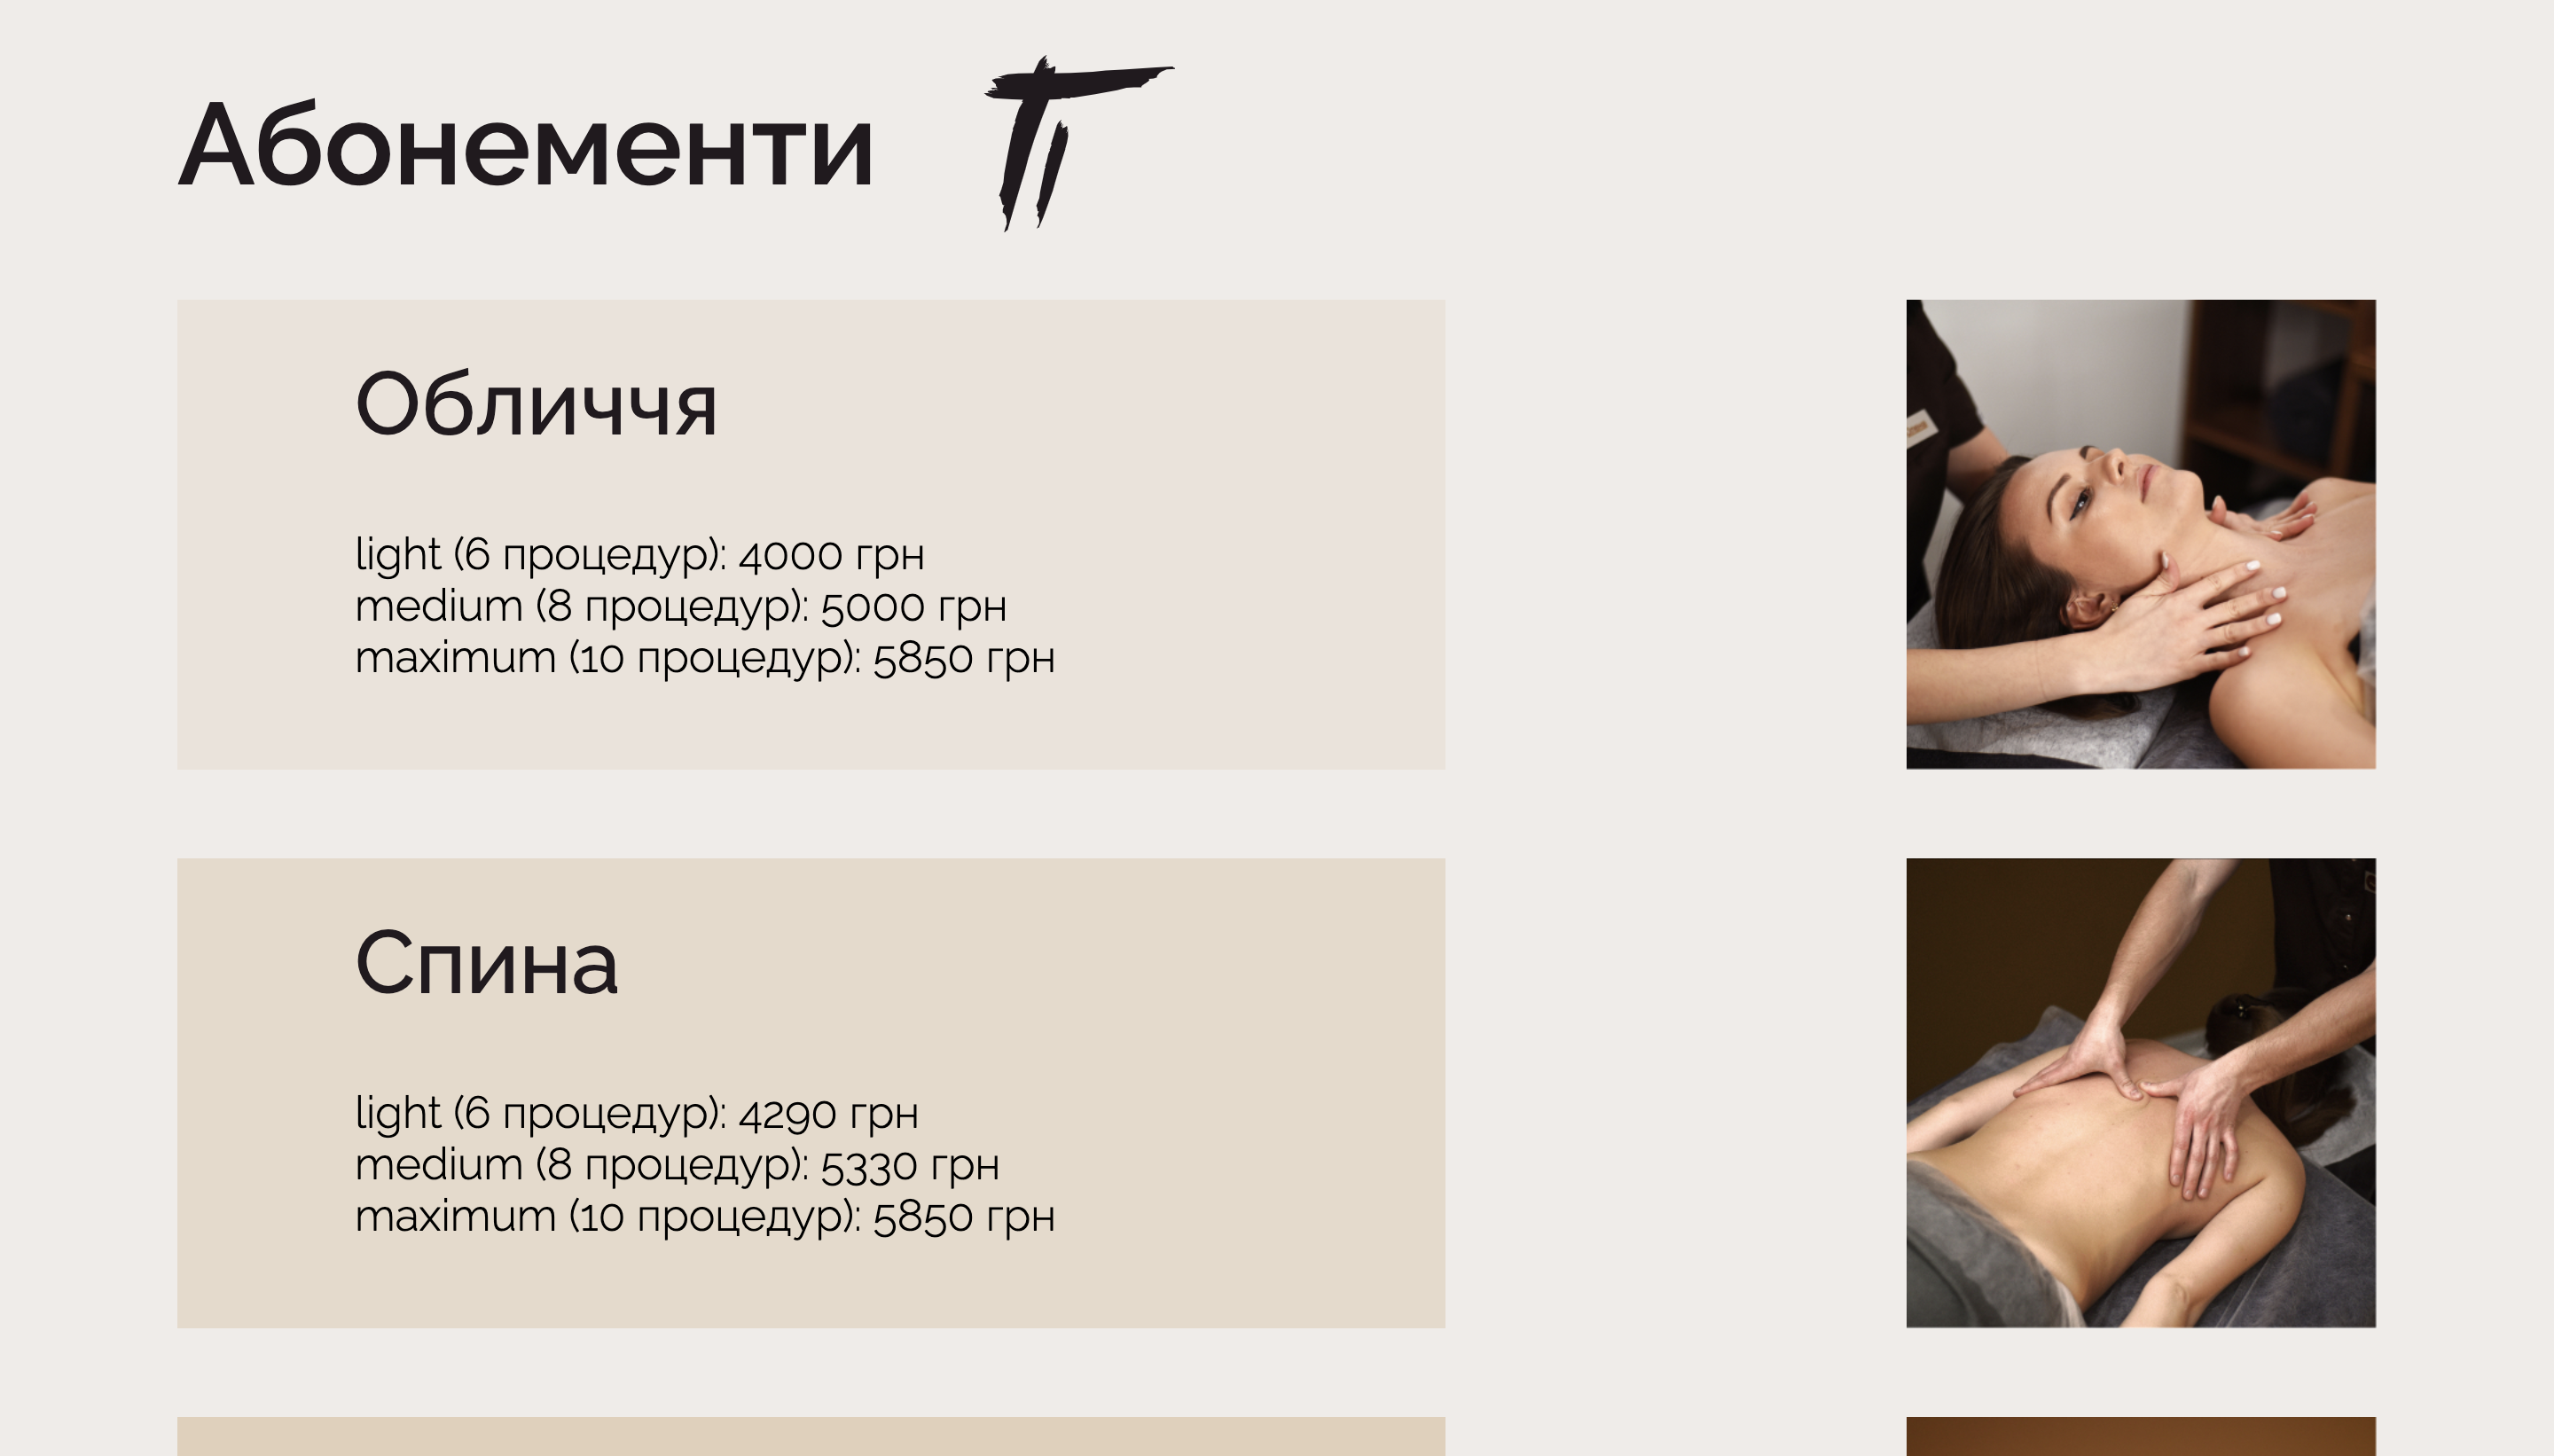 Абонементи
Обличчя
light (6 процедур): 4000 грн
medium (8 процедур): 5000 грн
maximum (10 процедур): 5850 грн
Спина
light (6 процедур): 4290 грн
medium (8 процедур): 5330 грн
maximum (10 процедур): 5850 грн